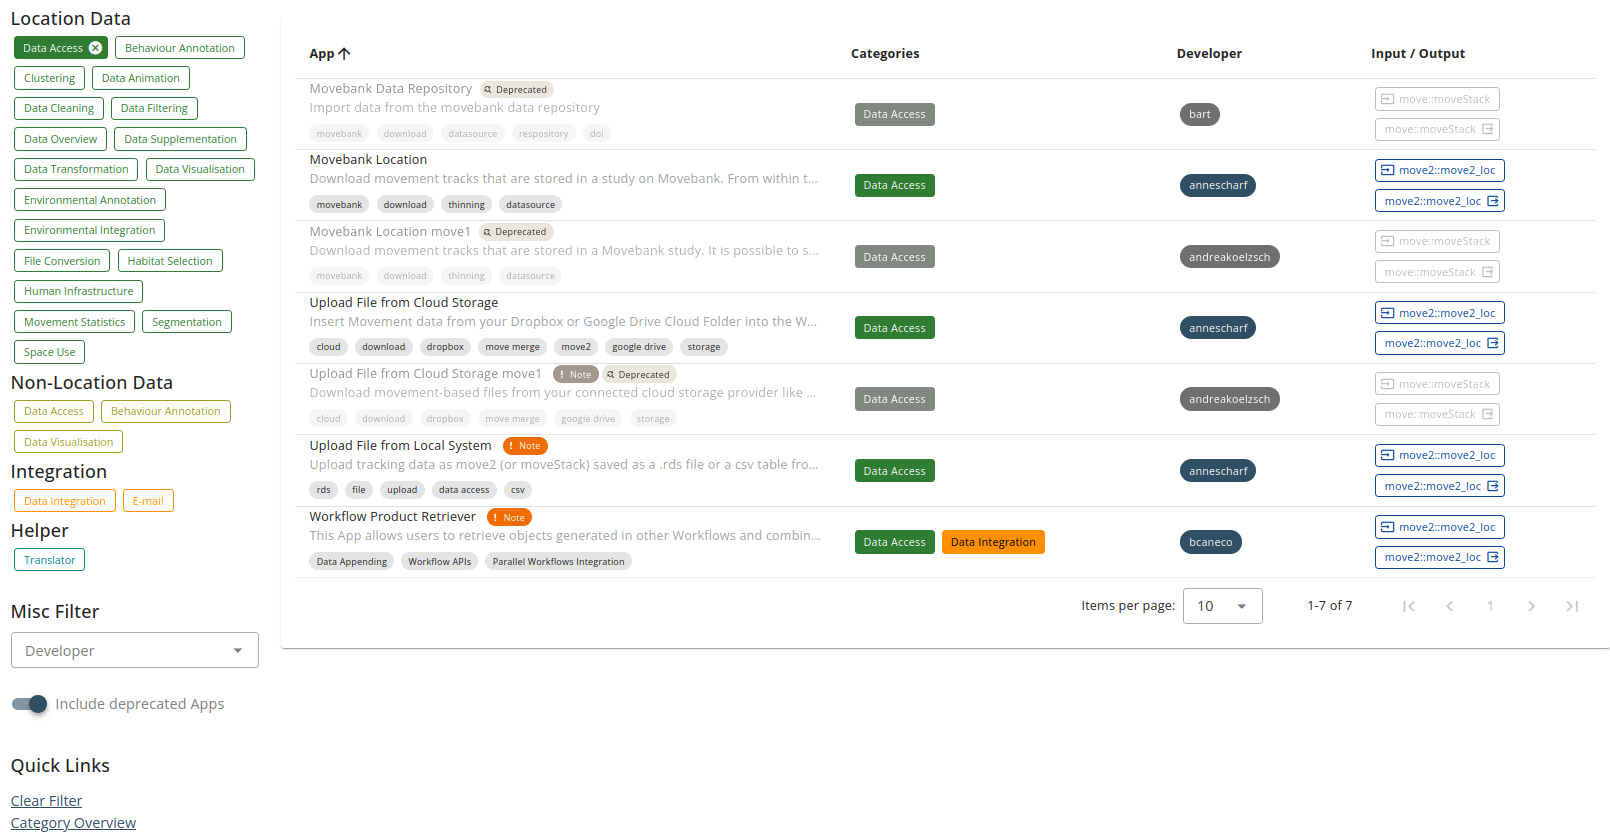 Location Data
Data Access
Behaviour Annotation
Clustering
Data Animation
Data Cleaning
Data Filtering
Data Overview
Data Supplementation
Data Transformation
Data Visualisation
Environmental Annotation
Environmental Integration
File Conversion
Habitat Selection
Human Infrastructure
Movement Statistics
Segmentation
Space Use
Non-Location Data
Data Access
Behaviour Annotation
Data Visualisation
Integration
Data Integration
E-mail
Helper
Translator
Misc Filter
Developer
Include deprecated Apps
Quick Links
Clear Filter
Category Overview
App
Categories
Developer
Input / Output
Movebank Data Repository
Deprecated
Import data from the movebank data repository
movebank download datasource respository doi
Data Access
bart
move::moveStack
move::moveStack
Movebank Location
Download movement tracks that are stored in a study on Movebank. From within t...
movebank download thinning datasource
Data Access
annescharf
move2::move2_loc
move2::move2_loc
Movebank Location move1
Deprecated
Download movement tracks that are stored in a Movebank study. It is possible to s...
movebank download thinning datasource
Data Access
andreakoelzsch
move::moveStack
move::moveStack
Upload File from Cloud Storage
Insert Movement data from your Dropbox or Google Drive Cloud Folder into the W...
cloud download dropbox move merge move2 google drive storage
Data Access
annescharf
move2::move2_loc
move2::move2_loc
Upload File from Cloud Storage move1
! Note
Deprecated
Download movement-based files from your connected cloud storage provider like ...
cloud download dropbox move merge google drive storage
Data Access
andreakoelzsch
move::moveStack
move::moveStack
Upload File from Local System
! Note
Upload tracking data as move2 (or moveStack) saved as a .rds file or a csv table fro...
rds file upload data access csv
Data Access
annescharf
move2::move2_loc
move2::move2_loc
Workflow Product Retriever
! Note
This App allows users to retrieve objects generated in other Workflows and combin...
Data Appending Workflow APIs Parallel Workflows Integration
Data Access
Data Integration
bcaneco
move2::move2_loc
move2::move2_loc
Items per page: 10 1-7 of 7 1